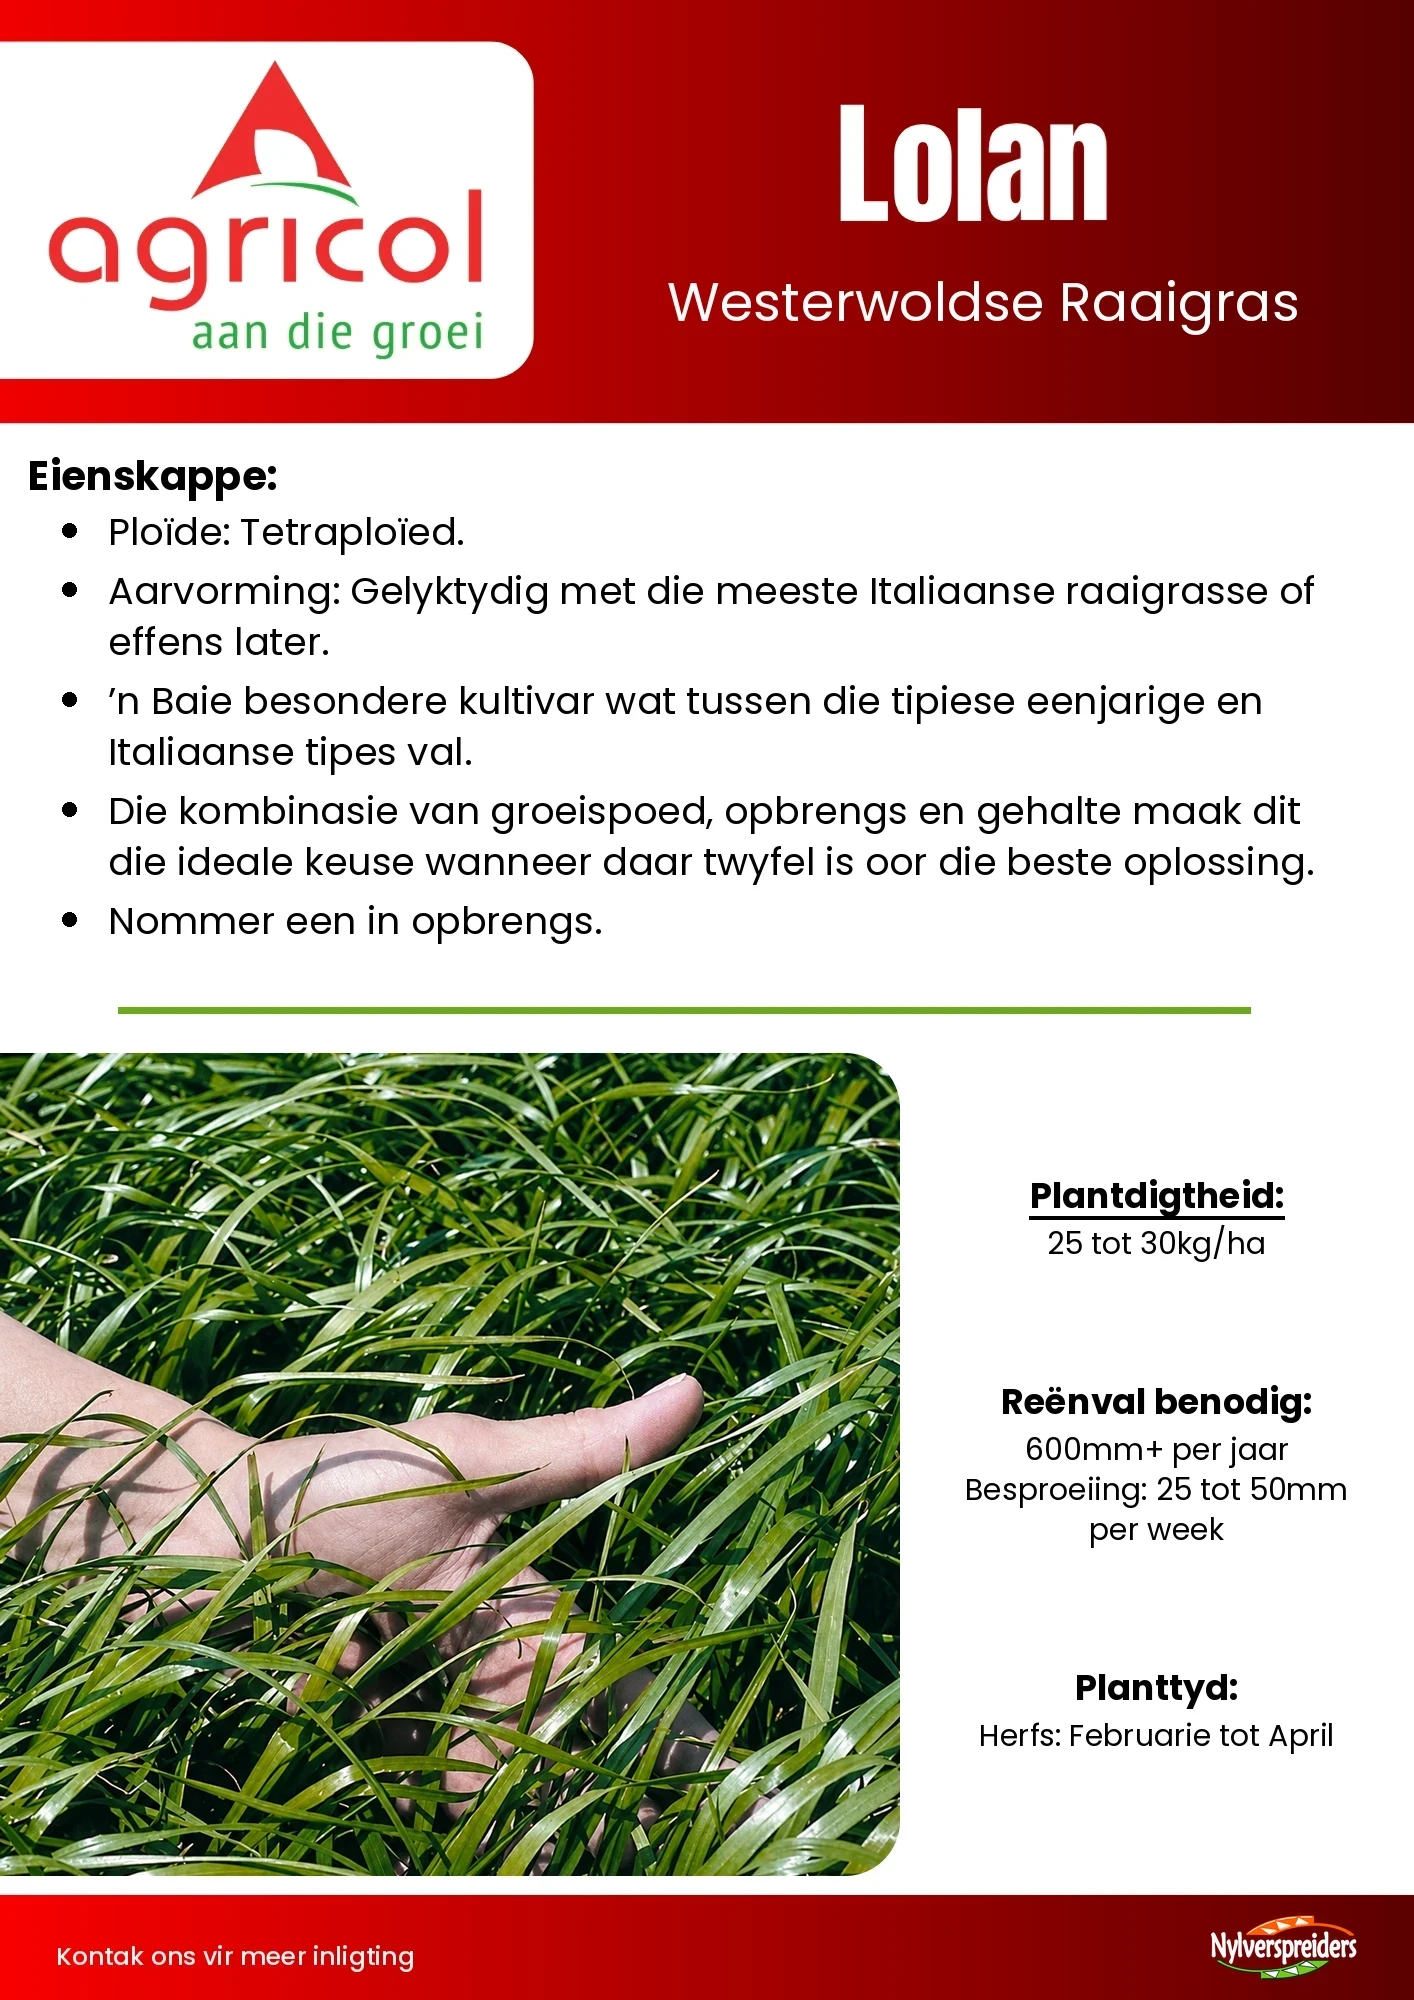 agricol
aan die groei
Lolan
Westerwoldse Raaigras
Eienskappe:
• Ploïde: Tetraploïed.
• Aarvorming: Gelyktydig met die meeste Italiaanse raaigrasse of
effens later.
• ’n Baie besondere kultivar wat tussen die tipiese eenjarige en
Italiaanse tipes val.
• Die kombinasie van groeispoed, opbrengs en gehalte maak dit
die ideale keuse wanneer daar twyfel is oor die beste oplossing.
• Nommer een in opbrengs.
Plantdigtheid:
25 tot 30kg/ha
Reënval benodig:
600mm+ per jaar
Besproeiing: 25 tot 50mm
per week
Planttyd:
Herfs: Februarie tot April
Kontak ons vir meer inligting
Nylverspreiders